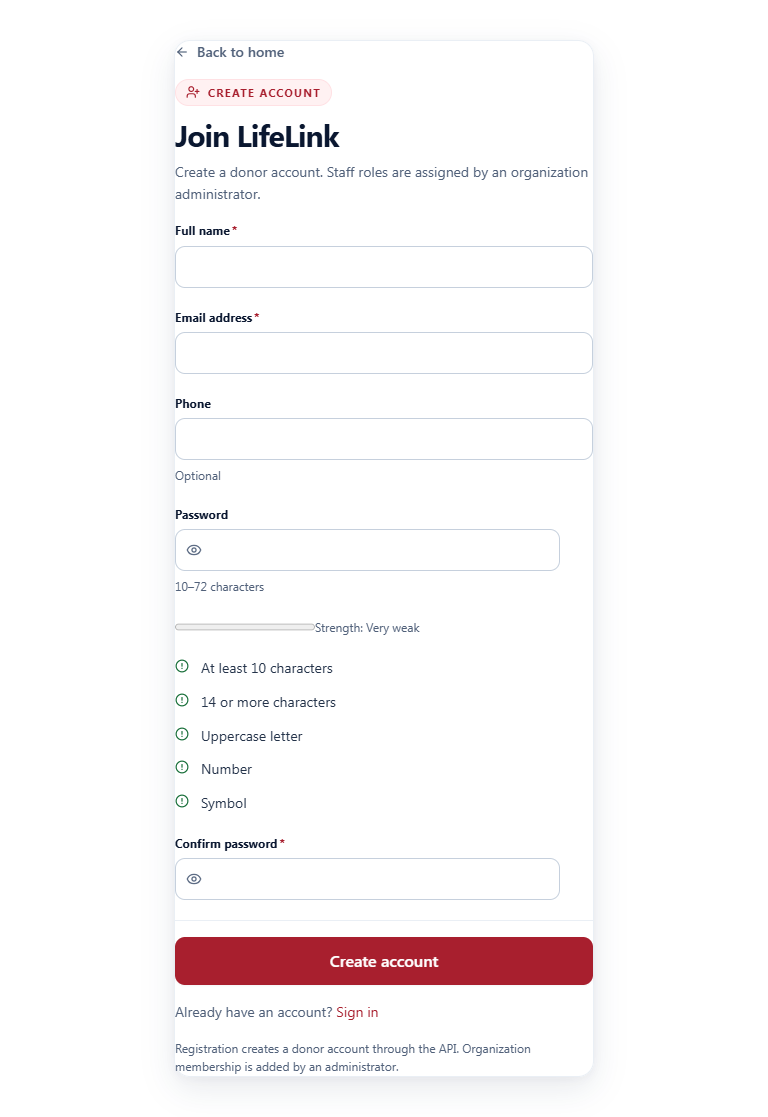 Back to home
CREATE ACCOUNT
Join LifeLink
Create a donor account. Staff roles are assigned by an organization
administrator.
Full name*
Email address*
Phone
Optional
Password
10–72 characters
Strength: Very weak
At least 10 characters
14 or more characters
Uppercase letter
Number
Symbol
Confirm password*
Create account
Already have an account? Sign in
Registration creates a donor account through the API. Organization
membership is added by an administrator.